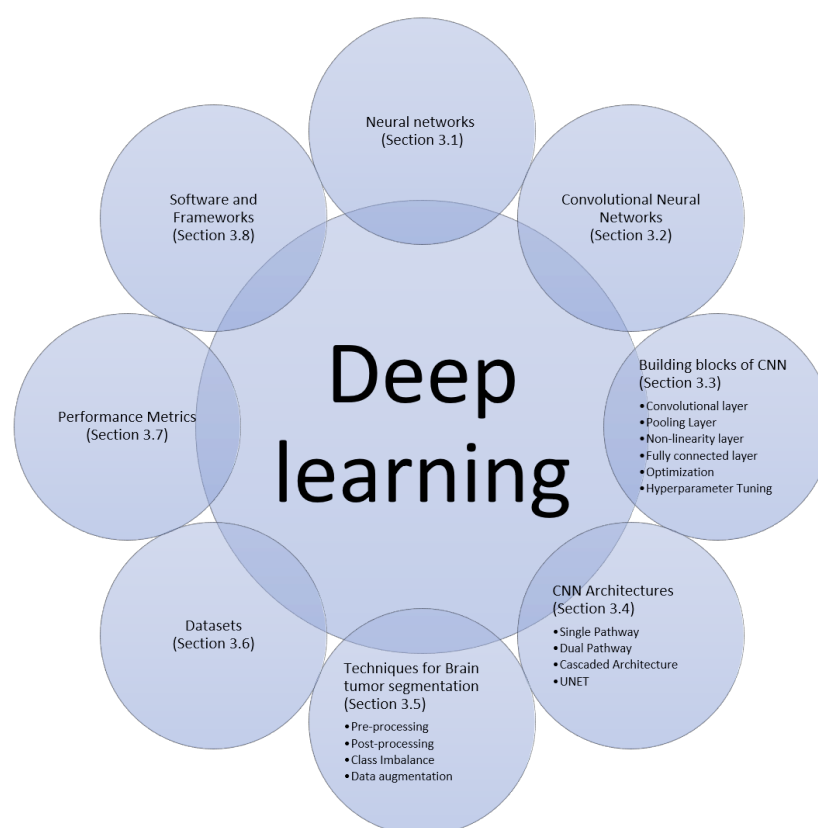 Neural networks
(Section 3.1)
Convolutional Neural
Networks
(Section 3.2)
Building blocks of CNN
(Section 3.3)
•Convolutional layer
•Pooling Layer
•Non-linearity layer
•Fully connected layer
•Optimization
•Hyperparameter Tuning
CNN Architectures
(Section 3.4)
•Single Pathway
•Dual Pathway
•Cascaded Architecture
•UNET
Techniques for Brain
tumor segmentation
(Section 3.5)
•Pre-processing
•Post-processing
•Class Imbalance
•Data augmentation
Datasets
(Section 3.6)
Performance Metrics
(Section 3.7)
Software and
Frameworks
(Section 3.8)
Deep
learning